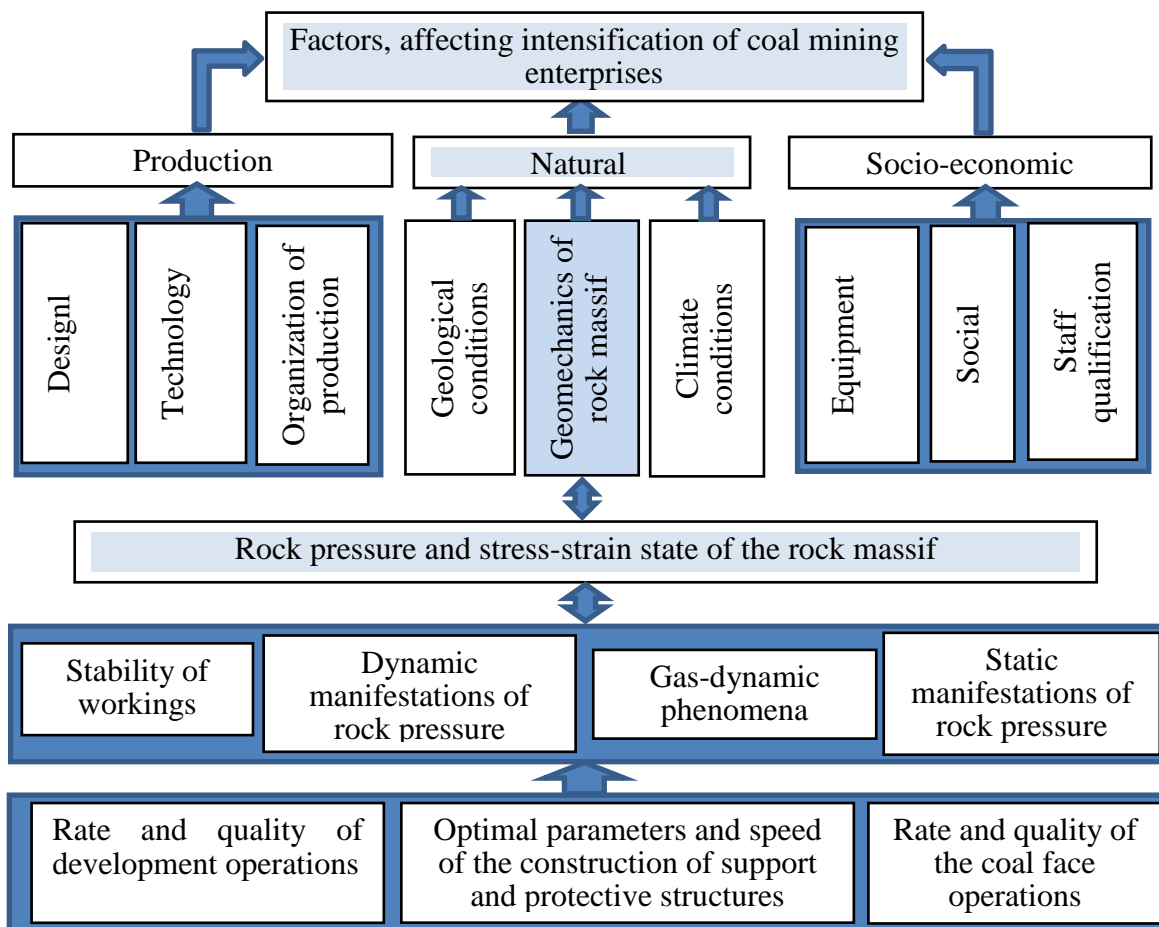 Factors, affecting intensification of coal mining
enterprises
Production
Natural
Socio-economic
Designl
Technology
Organization of
production
Geological
conditions
Geomechanics of
rock massif
Climate
conditions
Equipment
Social
Staff
qualification
Rock pressure and stress-strain state of the rock massif
Stability of
workings
Dynamic
manifestations of
rock pressure
Gas-dynamic
phenomena
Static
manifestations of
rock pressure
Rate and quality of
development operations
Optimal parameters and speed
of the construction of support
and protective structures
Rate and quality of
the coal face
operations